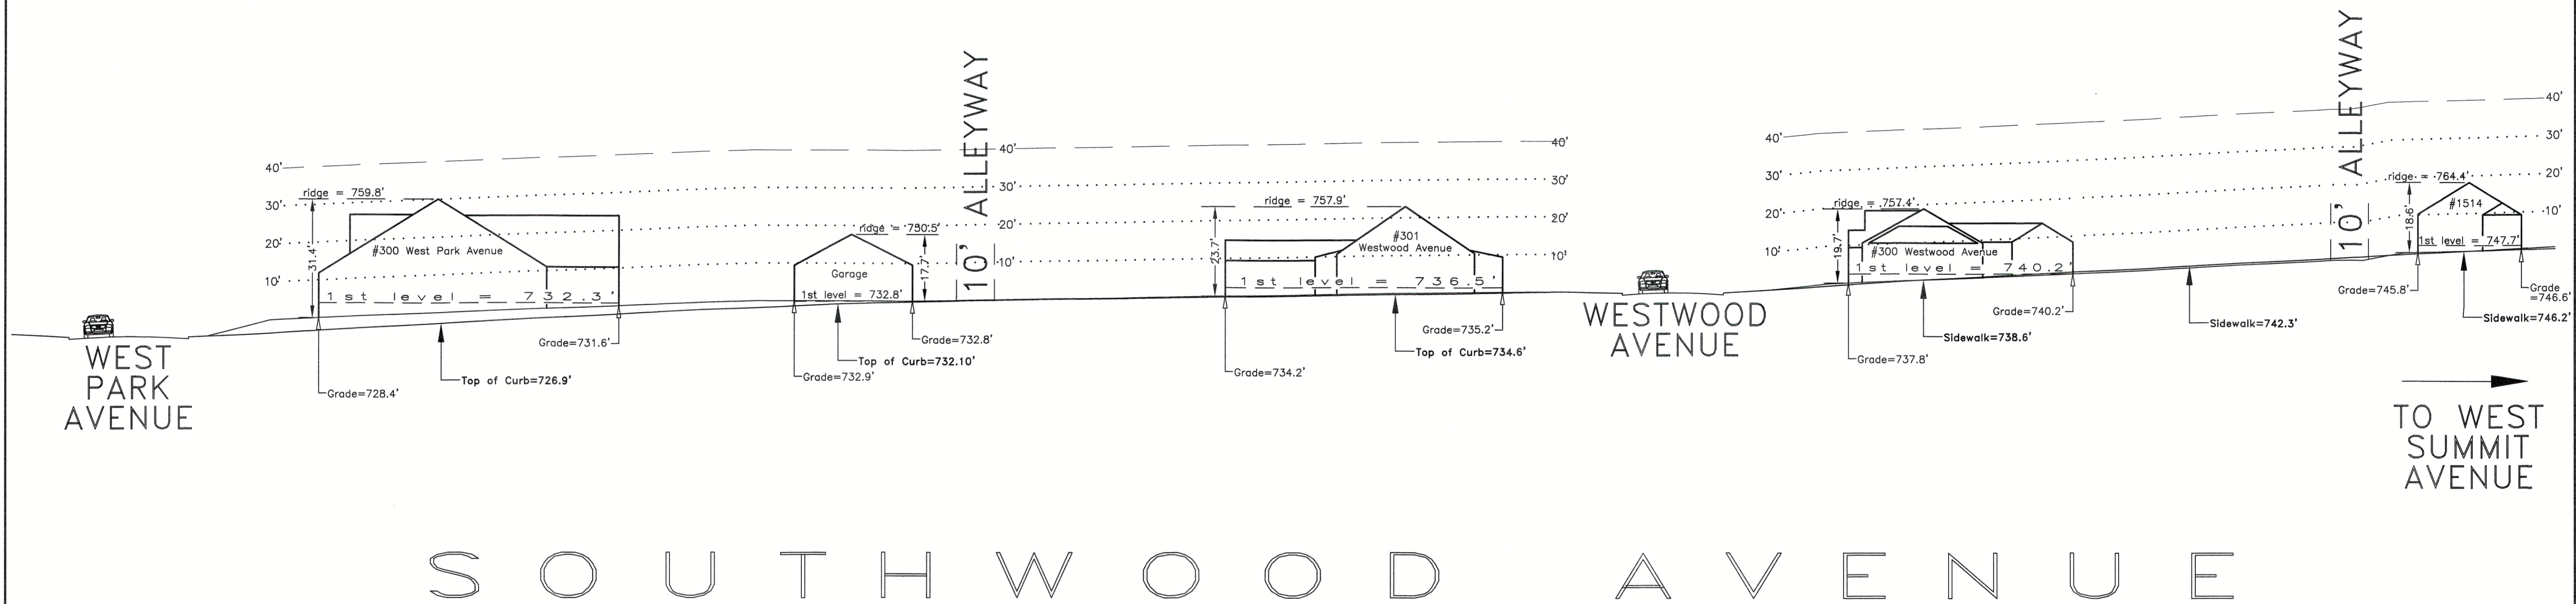 40'
30'
20'
10'
ridge = 759.8'
31.4'
#300 West Park Avenue
1st level = 732.3'
Grade=728.4'
Top of Curb=726.9'
Grade=731.6'
WEST
PARK
AVENUE
ridge = 750.5'
17.7'
Garage
1st level = 732.8'
Grade=732.9'
Top of Curb=732.10'
Grade=732.8'
10' ALLEYWAY
40'
30'
20'
10'
ridge = 757.9'
23.7'
#301
Westwood Avenue
1st level = 736.5'
Grade=734.2'
Top of Curb=734.6'
Grade=735.2'
40'
30'
20'
10'
WESTWOOD
AVENUE
40'
30'
20'
10'
ridge = 757.4'
19.7'
#300 Westwood Avenue
1st level = 740.2'
Grade=737.8'
Sidewalk=738.6'
Grade=740.2'
Sidewalk=742.3'
10' ALLEYWAY
ridge = 764.4'
18.6'
#1514
1st level = 747.7'
Grade=745.8'
Sidewalk=746.2'
Grade
=746.6'
40'
30'
20'
10'
TO WEST
SUMMIT
AVENUE
SOUTHWOOD AVENUE